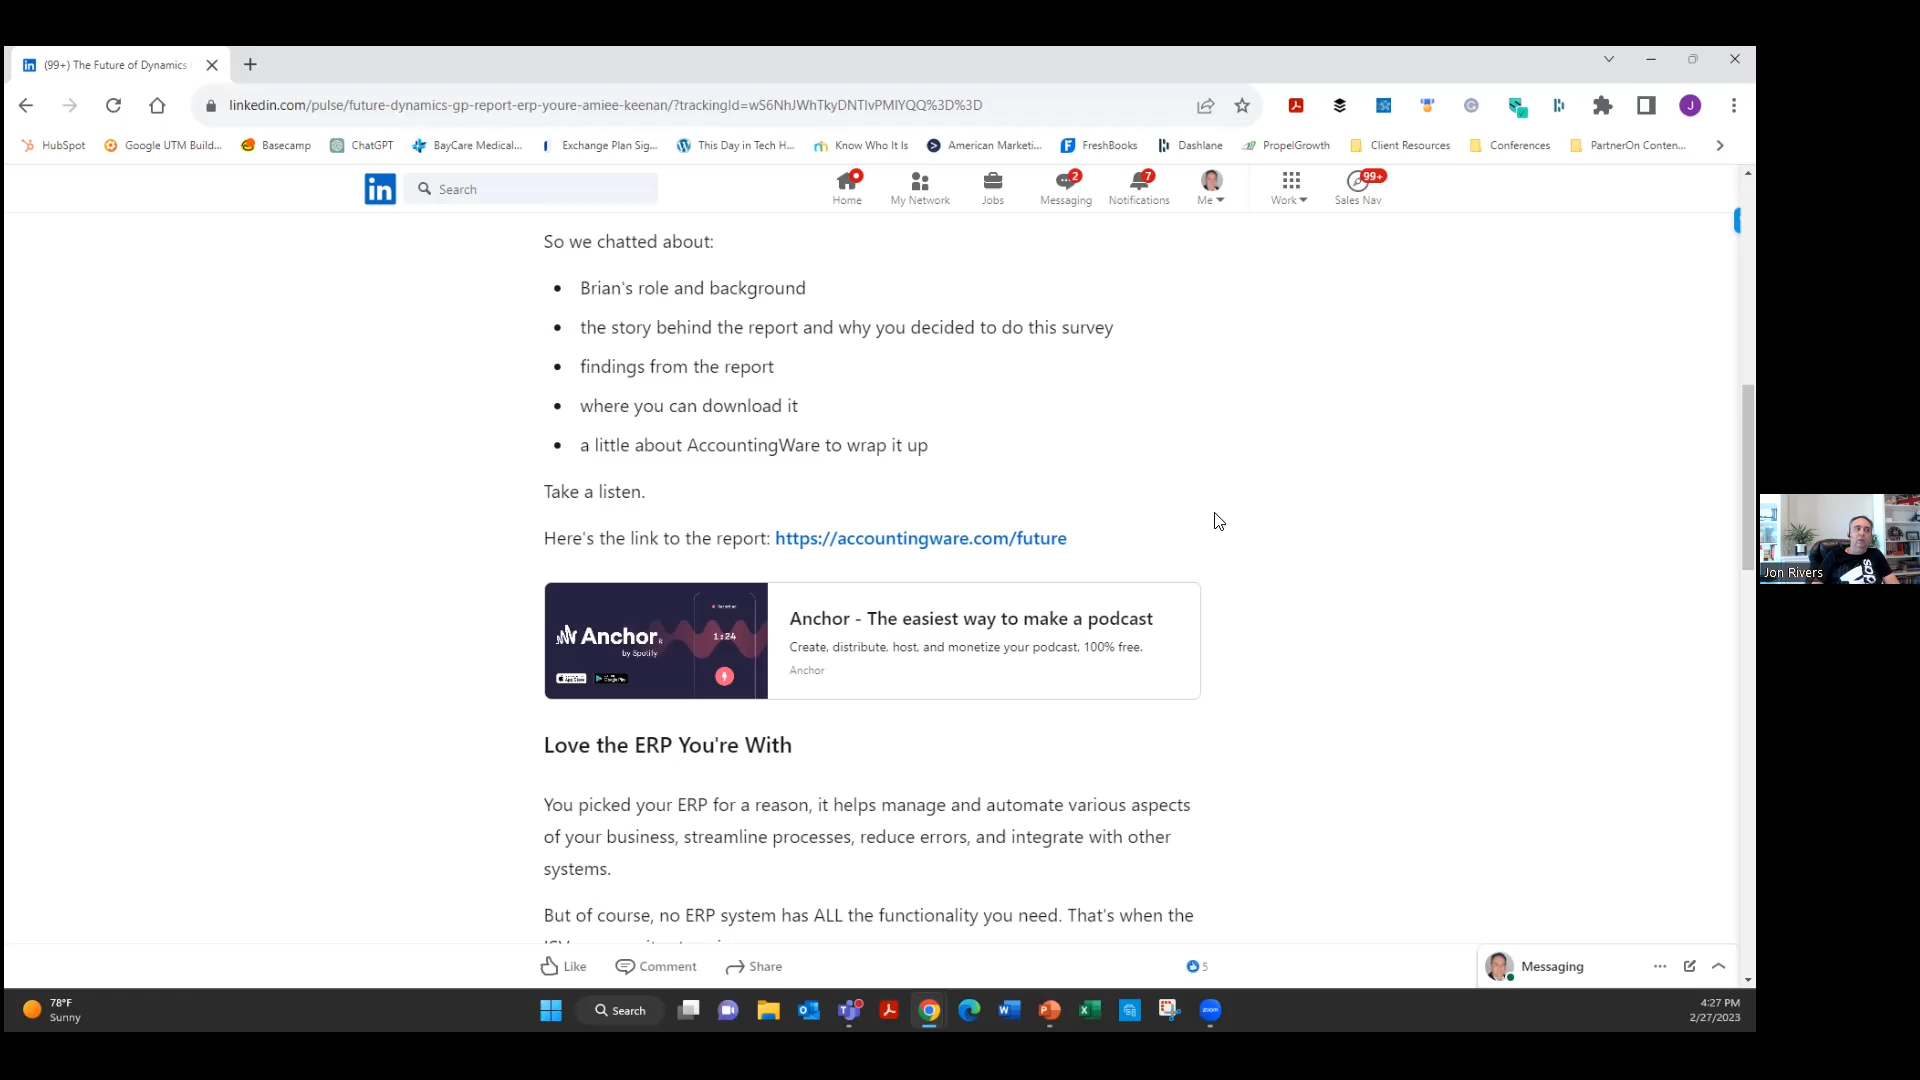 (99+) The Future of Dynamics
linkedin.com/pulse/future-dynamics-gp-report-erp-youre-amiee-keenan/?trackingId=wS6NhJWhTkyDNTlvPMlYQQ%3D%3D
J
HubSpot
Google UTM Build...
Basecamp
ChatGPT
BayCare Medical...
Exchange Plan Sig...
This Day in Tech H...
Know Who It Is
American Marketi...
FreshBooks
Dashlane
PropelGrowth
Client Resources
Conferences
PartnerOn Conten...
in
Search
Home
My Network
Jobs
2
Messaging
7
Notifications
Me
Work
99+
Sales Nav
So we chatted about:
• Brian's role and background
• the story behind the report and why you decided to do this survey
• findings from the report
• where you can download it
• a little about AccountingWare to wrap it up
Take a listen.
Here's the link to the report: https://accountingware.com/future
Anchor
by Spotify
1:24
Anchor - The easiest way to make a podcast
Create, distribute, host, and monetize your podcast, 100% free.
Anchor
Love the ERP You're With
You picked your ERP for a reason, it helps manage and automate various aspects
of your business, streamline processes, reduce errors, and integrate with other
systems.
But of course, no ERP system has ALL the functionality you need. That's when the
Like
Comment
Share
5
Messaging
Jon Rivers
78°F
Sunny
Search
zoom
4:27 PM
2/27/2023